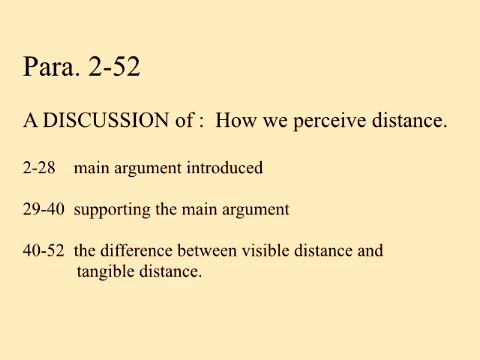 Para. 2-52
A DISCUSSION of : How we perceive distance.
2-28 main argument introduced
29-40 supporting the main argument
40-52 the difference between visible distance and
tangible distance.